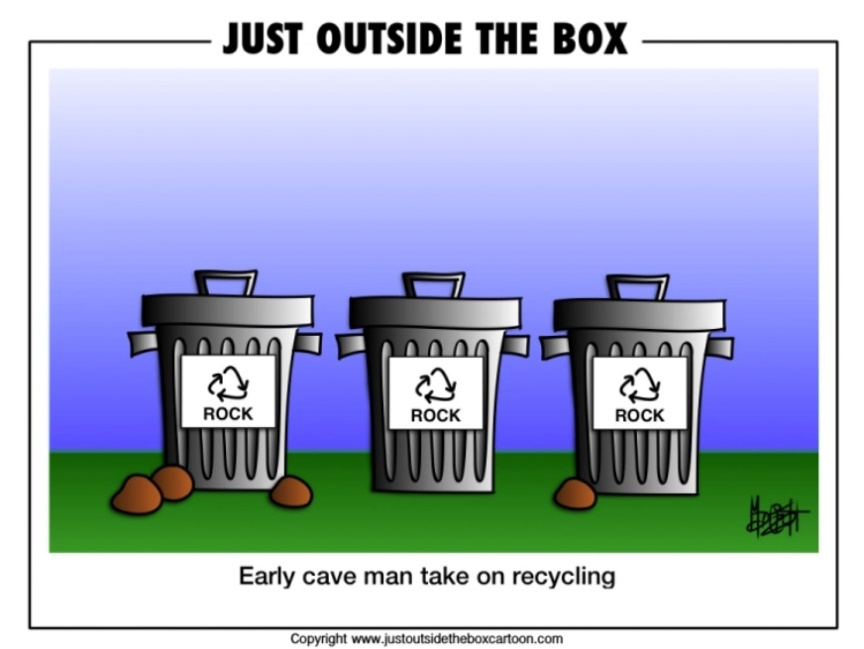 JUST OUTSIDE THE BOX
ROCK
ROCK
ROCK
Early cave man take on recycling
Copyright www.justoutsidetheboxcartoon.com